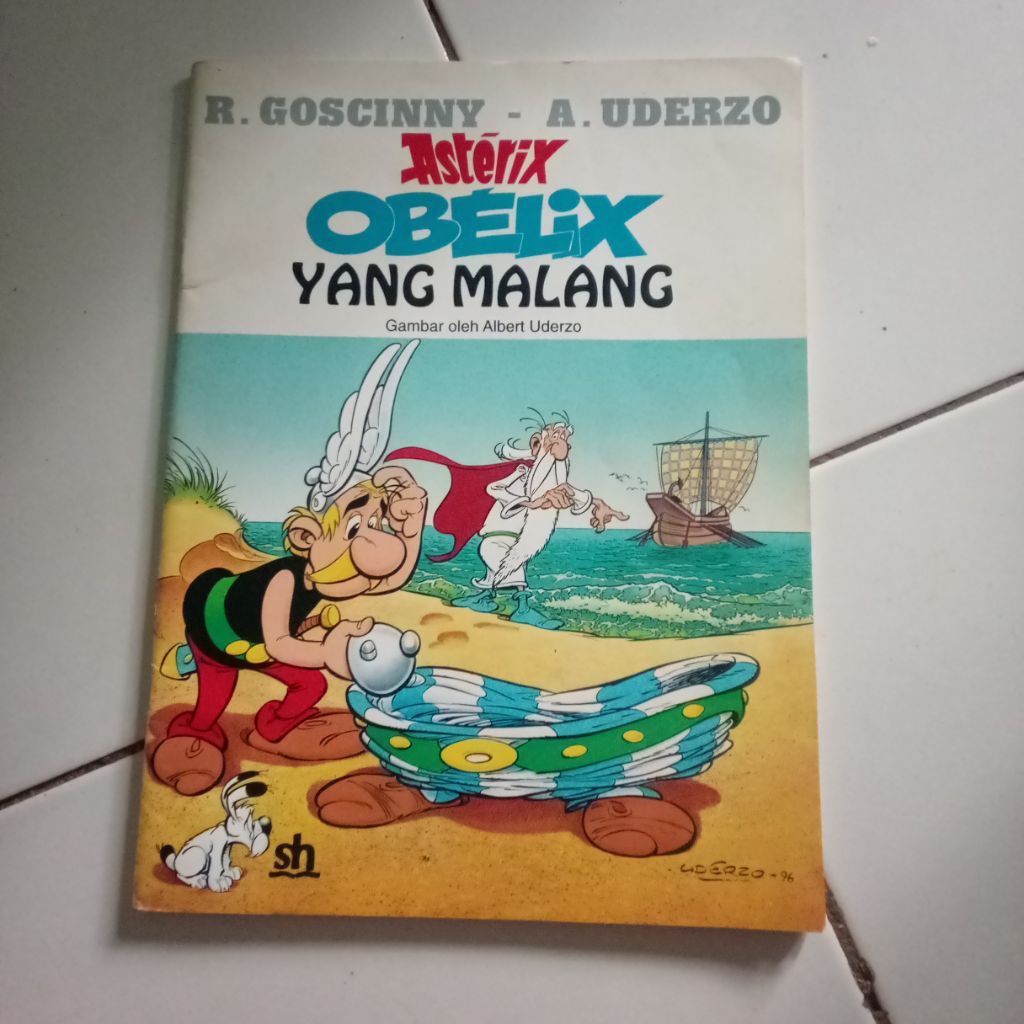 R. GOSCINNY - A. UDERZO
Astérix
OBÉLIX
YANG MALANG
Gambar oleh Albert Uderzo
sh
UDERZO - 96